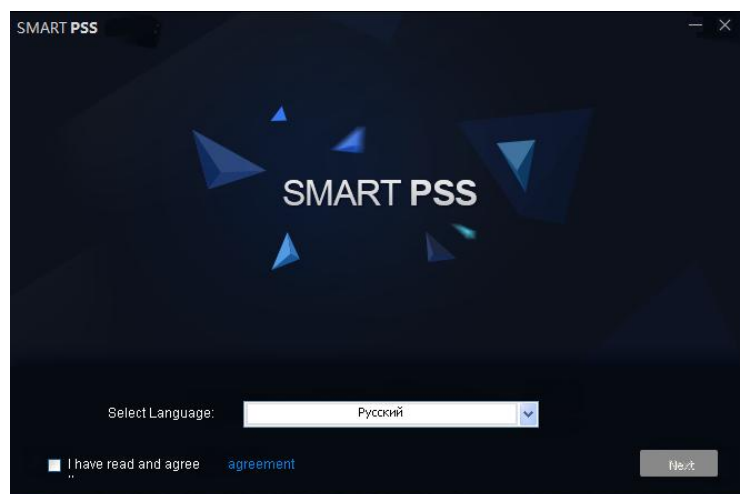 SMART PSS
SMART PSS
Select Language:
Русский
I have read and agree agreement
Next